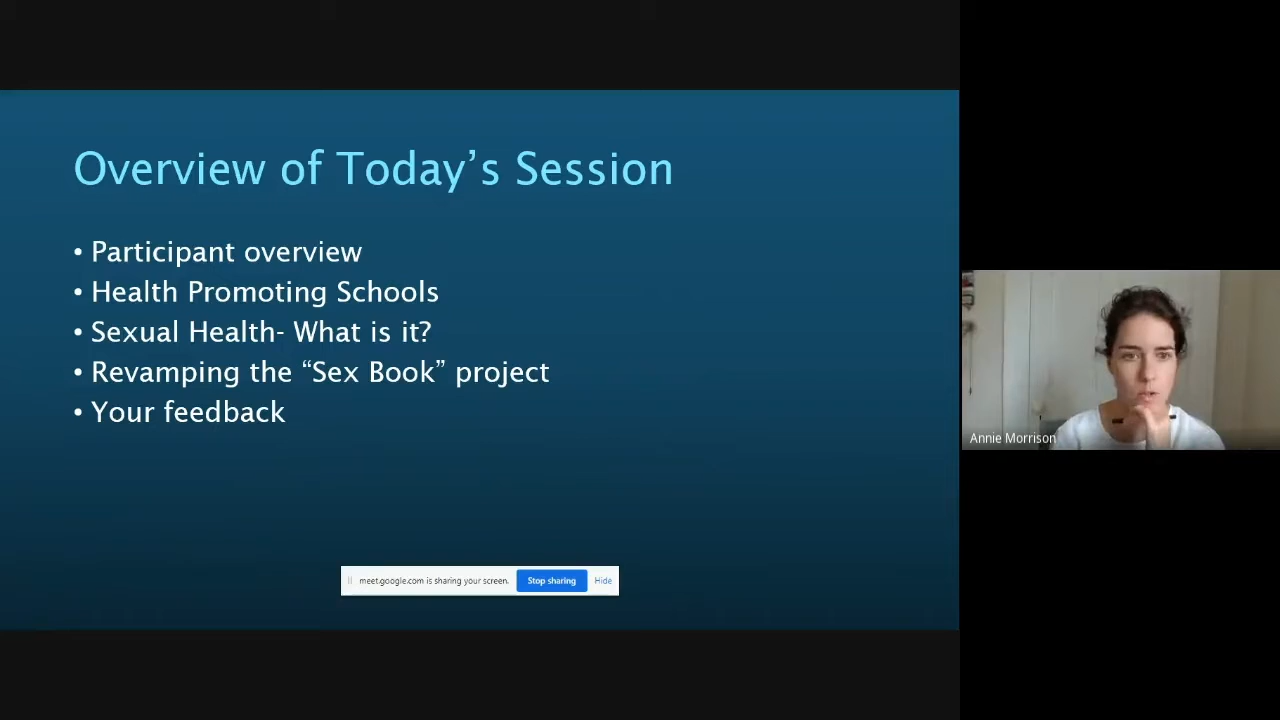 Overview of Today’s Session
• Participant overview
• Health Promoting Schools
• Sexual Health- What is it?
• Revamping the “Sex Book” project
• Your feedback
Annie Morrison
meet.google.com is sharing your screen. Stop sharing Hide